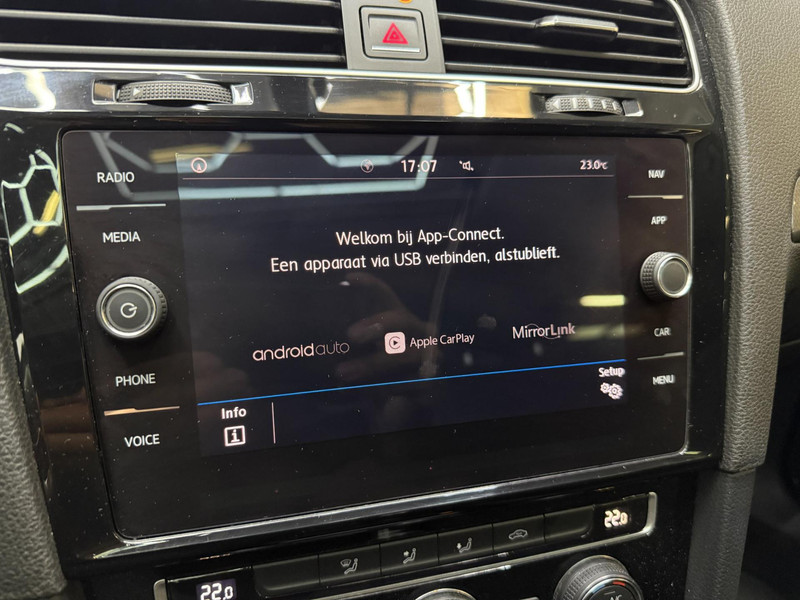 RADIO
MEDIA
PHONE
VOICE
17:07
23.0°C
Welkom bij App-Connect.
Een apparaat via USB verbinden, alstublieft.
androidauto
Apple CarPlay
MirrorLink
Setup
Info
i
NAV
APP
CAR
MENU
22.0
22.0